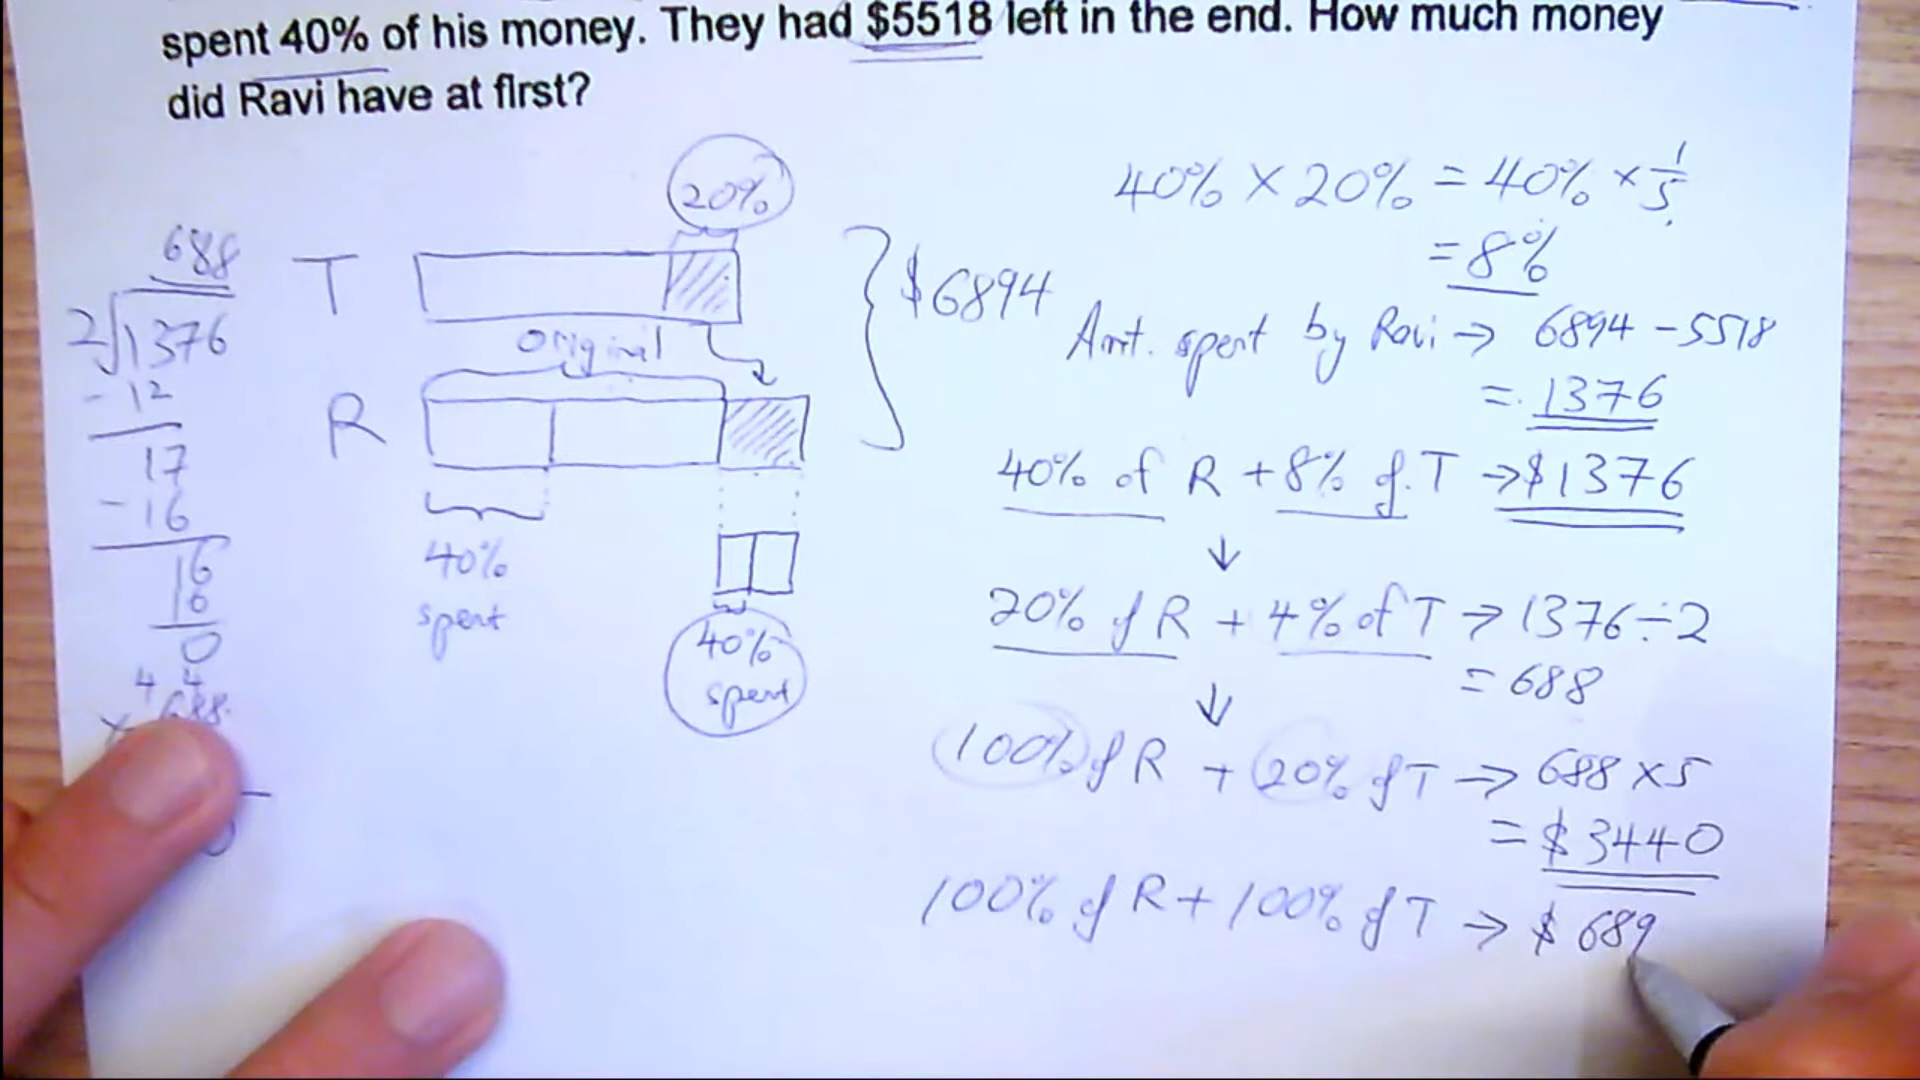 spent 40% of his money. They had $5518 left in the end. How much money
did Ravi have at first?
20%
T
Original
$6894
R
40%
spent
40%
spent
688
2 1376
- 12
17
- 16
16
16
0
4 4
688
×
40% × 20% = 40% × 1/5
= 8%
Amt. spent by Ravi → 6894 - 5518
= 1376
40% of R + 8% of T → $1376
↓
20% of R + 4% of T → 1376 ÷ 2
= 688
↓
100% of R + 20% of T → 688 × 5
= $3440
100% of R + 100% of T → $689